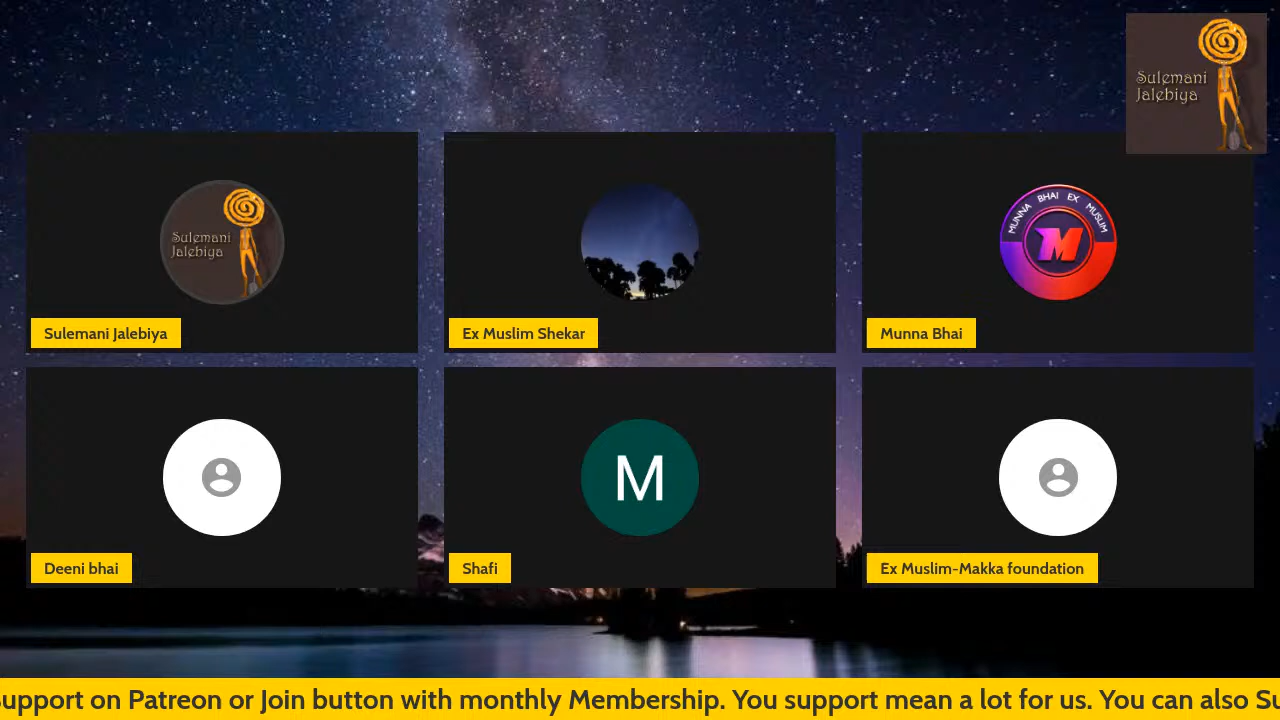 Sulemani
Jalebiya
Sulemani
Jalebiya
MUNNA BHAI EX MUSLIM
M
Sulemani Jalebiya
Ex Muslim Shekar
Munna Bhai
M
Deeni bhai
Shafi
Ex Muslim-Makka foundation
upport on Patreon or Join button with monthly Membership. You support mean a lot for us. You can also Su